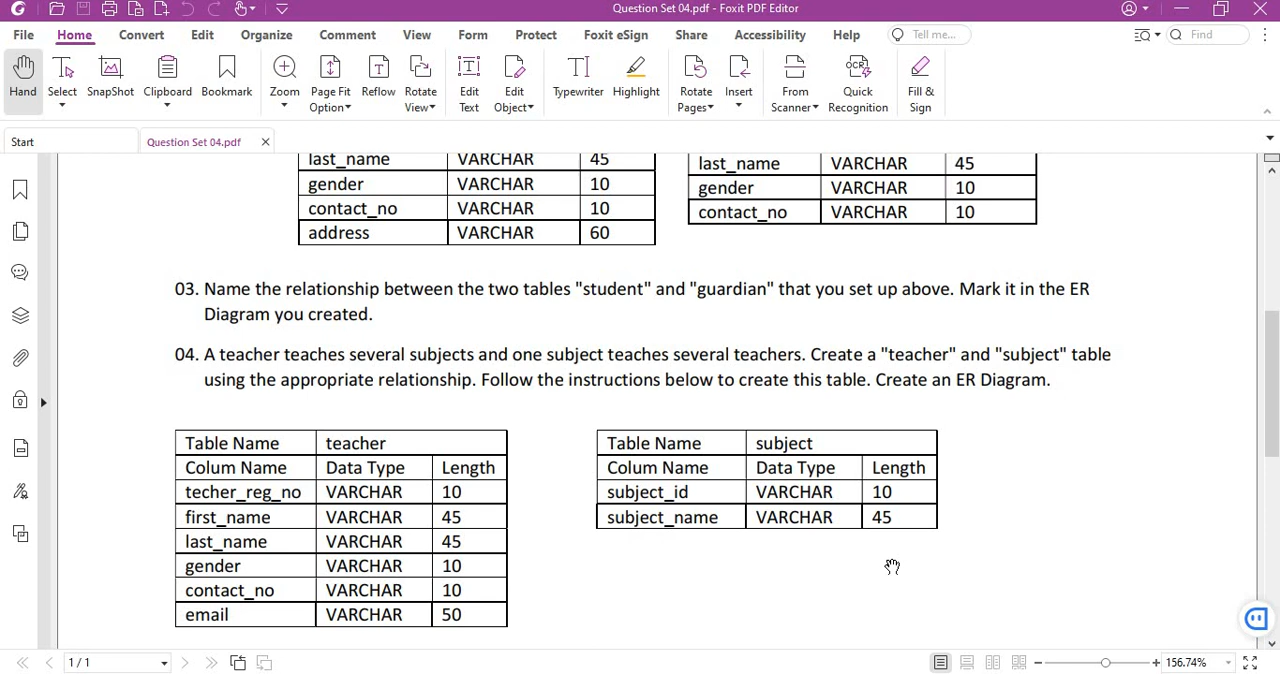 Question Set 04.pdf - Foxit PDF Editor
File Home Convert Edit Organize Comment View Form Protect Foxit eSign Share Accessibility Help Tell me... Find
Hand Select SnapShot Clipboard Bookmark Zoom Page Fit Option Reflow Rotate View Edit Text Edit Object Typewriter Highlight Rotate Pages Insert From Scanner Quick Recognition Fill & Sign
OCR
Start Question Set 04.pdf
last_name VARCHAR 45
gender VARCHAR 10
contact_no VARCHAR 10
address VARCHAR 60
last_name VARCHAR 45
gender VARCHAR 10
contact_no VARCHAR 10
03. Name the relationship between the two tables "student" and "guardian" that you set up above. Mark it in the ER
Diagram you created.
04. A teacher teaches several subjects and one subject teaches several teachers. Create a "teacher" and "subject" table
using the appropriate relationship. Follow the instructions below to create this table. Create an ER Diagram.
Table Name teacher
Colum Name Data Type Length
techer_reg_no VARCHAR 10
first_name VARCHAR 45
last_name VARCHAR 45
gender VARCHAR 10
contact_no VARCHAR 10
email VARCHAR 50
Table Name subject
Colum Name Data Type Length
subject_id VARCHAR 10
subject_name VARCHAR 45
1 / 1 156.74%